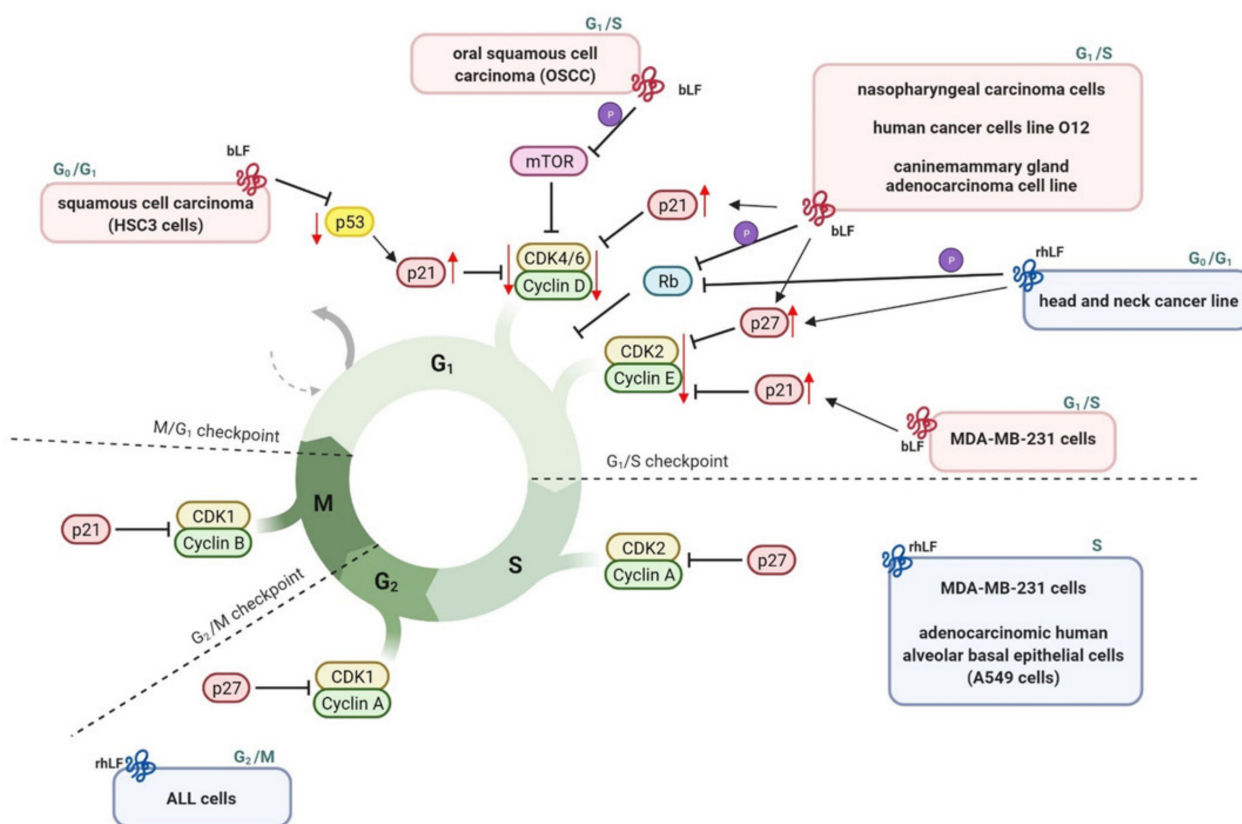 G₁/S
oral squamous cell
carcinoma (OSCC)
bLF
P
mTOR
G₁/S
nasopharyngeal carcinoma cells
human cancer cells line O12
caninemammary gland
adenocarcinoma cell line
bLF
G₀/G₁
bLF
squamous cell carcinoma
(HSC3 cells)
p53
p21
CDK4/6
Cyclin D
p21
P
Rb
P
rhLF
G₀/G₁
head and neck cancer line
p27
CDK2
Cyclin E
p21
G₁/S
bLF
MDA-MB-231 cells
G₁
M/G₁ checkpoint
G₁/S checkpoint
M
S
G₂
p21
CDK1
Cyclin B
CDK2
Cyclin A
p27
rhLF
S
MDA-MB-231 cells
adenocarcinomic human
alveolar basal epithelial cells
(A549 cells)
G₂/M checkpoint
p27
CDK1
Cyclin A
rhLF
G₂/M
ALL cells